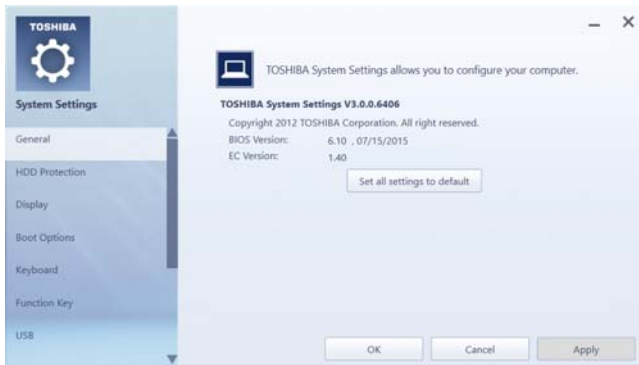 TOSHIBA
System Settings
General
HDD Protection
Display
Boot Options
Keyboard
Function Key
USB
TOSHIBA System Settings allows you to configure your computer.
TOSHIBA System Settings V3.0.0.6406
Copyright 2012 TOSHIBA Corporation. All right reserved.
BIOS Version: 6.10 , 07/15/2015
EC Version: 1.40
Set all settings to default
OK Cancel Apply